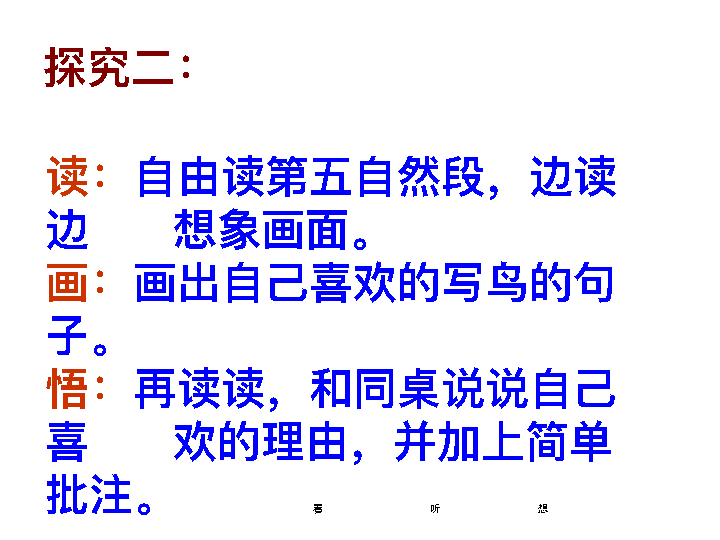 探究二：
读：自由读第五自然段，边读
边　　想象画面。
画：画出自己喜欢的写鸟的句
子。
悟：再读读，和同桌说说自己
喜　　欢的理由，并加上简单
批注。
看　　听　　想